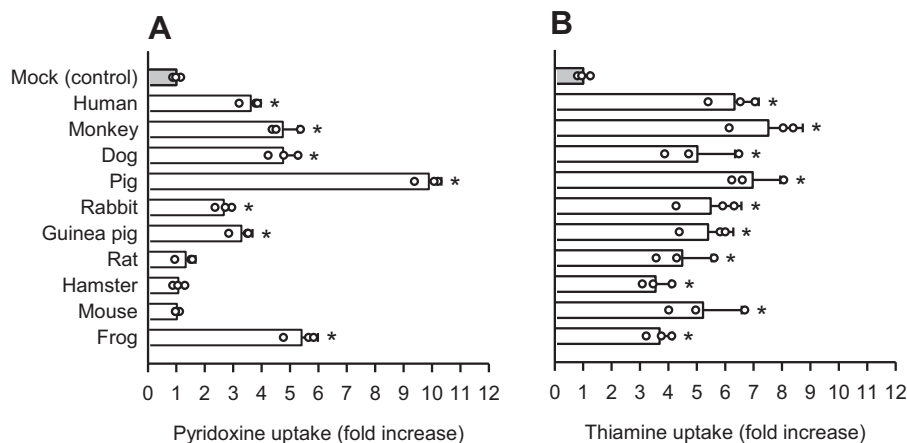 A
B
Mock (control)
Human *
*
Monkey *
*
Dog *
*
Pig *
*
Rabbit *
*
Guinea pig *
*
Rat
*
Hamster
*
Mouse
*
Frog *
*
0 1 2 3 4 5 6 7 8 9 10 11 12
0 1 2 3 4 5 6 7 8 9 10 11 12
Pyridoxine uptake (fold increase)
Thiamine uptake (fold increase)